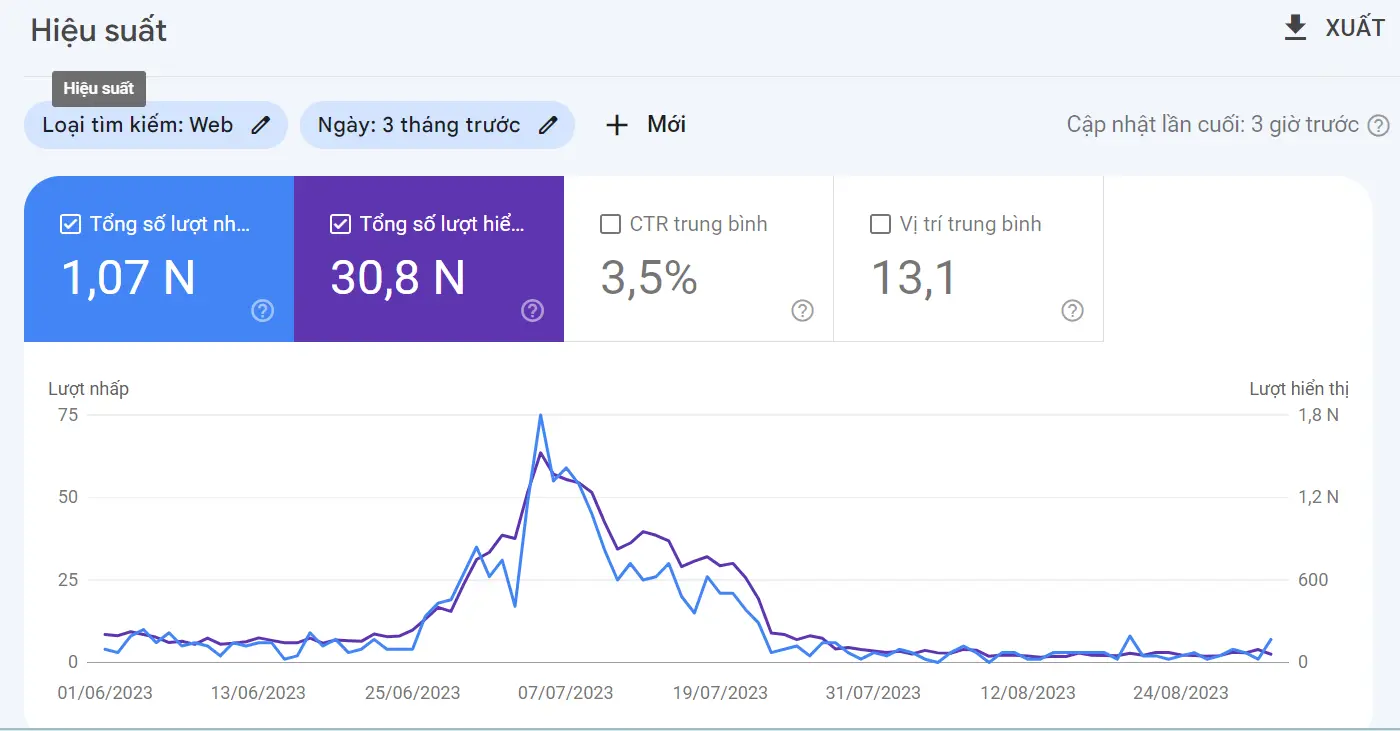 Hiệu suất
XUẤT
Hiệu suất
Loại tìm kiếm: Web
Ngày: 3 tháng trước
+ Mới
Cập nhật lần cuối: 3 giờ trước
Tổng số lượt nh...
1,07 N
Tổng số lượt hiể...
30,8 N
CTR trung bình
3,5%
Vị trí trung bình
13,1
Lượt nhấp
Lượt hiển thị
75
1,8 N
50
1,2 N
25
600
0
0
01/06/2023
13/06/2023
25/06/2023
07/07/2023
19/07/2023
31/07/2023
12/08/2023
24/08/2023